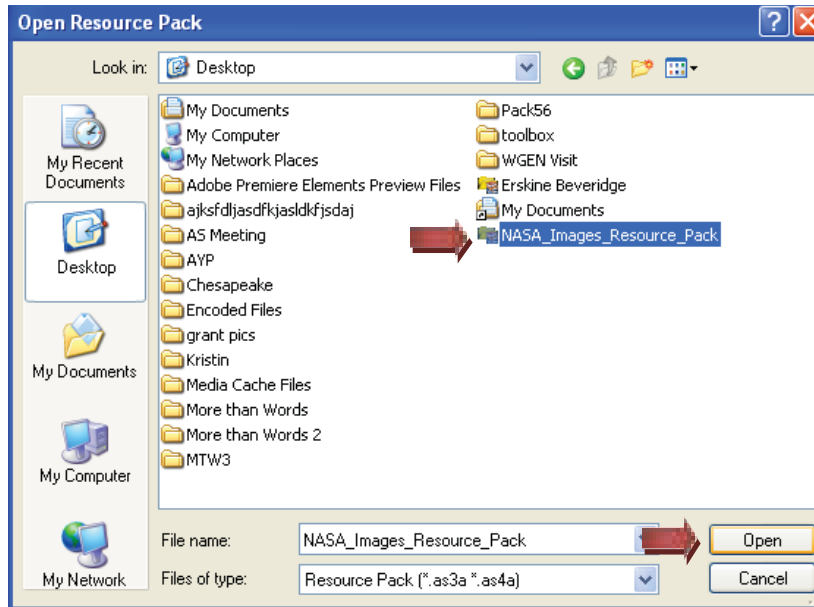 Open Resource Pack
Look in: Desktop
My Recent Documents
Desktop
My Documents
My Computer
My Network
My Documents
My Computer
My Network Places
Adobe Premiere Elements Preview Files
ajksfdljasdfkjasldkfjsdaj
AS Meeting
AYP
Chesapeake
Encoded Files
grant pics
Kristin
Media Cache Files
More than Words
More than Words 2
MTW3
Pack56
toolbox
WGEN Visit
Erskine Beveridge
My Documents
NASA_Images_Resource_Pack
File name: NASA_Images_Resource_Pack Open
Files of type: Resource Pack (*.as3a *.as4a) Cancel